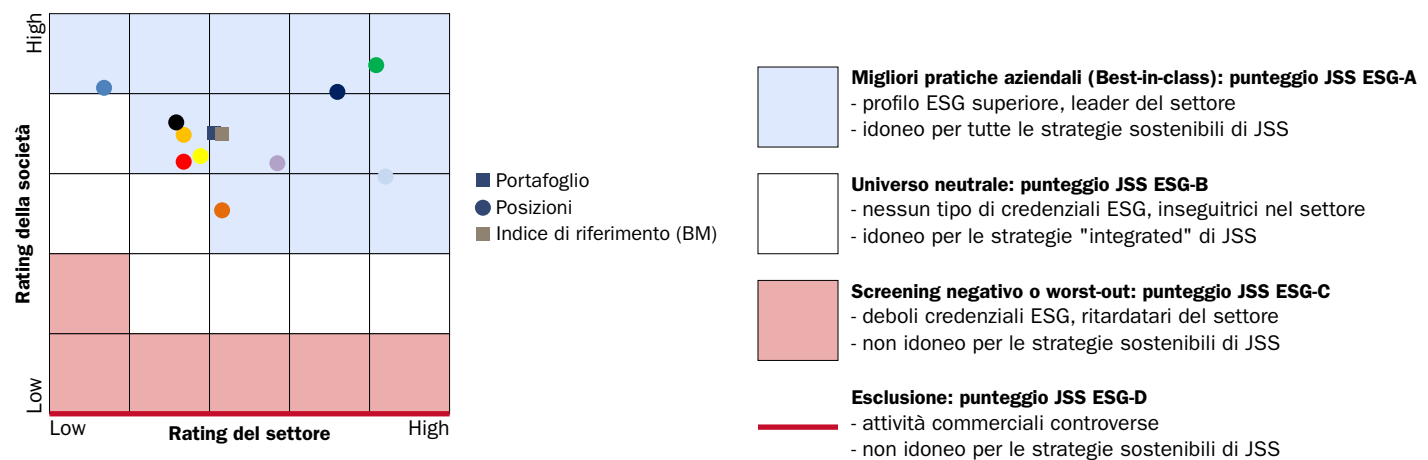 High
Rating della società
Low
Low
Rating del settore
High
Portafoglio
Posizioni
Indice di riferimento (BM)
Migliori pratiche aziendali (Best-in-class): punteggio JSS ESG-A
- profilo ESG superiore, leader del settore
- idoneo per tutte le strategie sostenibili di JSS
Universo neutrale: punteggio JSS ESG-B
- nessun tipo di credenziali ESG, inseguitrici nel settore
- idoneo per le strategie "integrated" di JSS
Screening negativo o worst-out: punteggio JSS ESG-C
- deboli credenziali ESG, ritardatari del settore
- non idoneo per le strategie sostenibili di JSS
Esclusione: punteggio JSS ESG-D
- attività commerciali controverse
- non idoneo per le strategie sostenibili di JSS